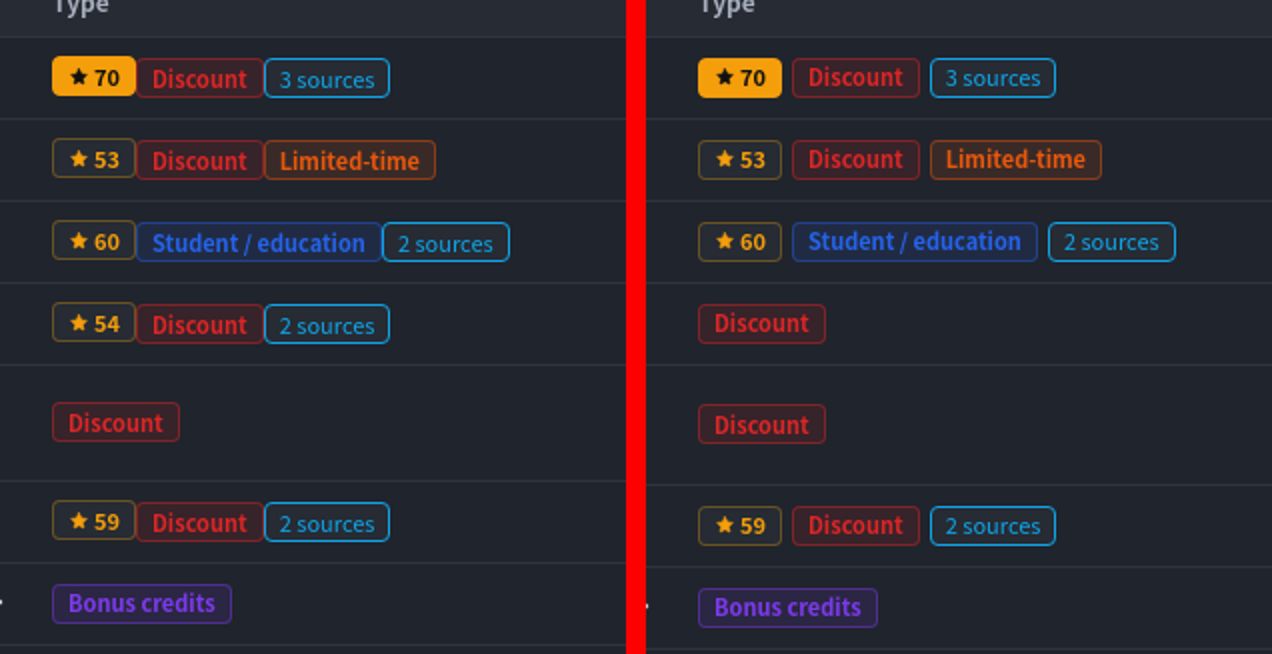 Type
★ 70 Discount 3 sources
★ 53 Discount Limited-time
★ 60 Student / education 2 sources
★ 54 Discount 2 sources
Discount
★ 59 Discount 2 sources
Bonus credits
Type
★ 70 Discount 3 sources
★ 53 Discount Limited-time
★ 60 Student / education 2 sources
Discount
Discount
★ 59 Discount 2 sources
Bonus credits